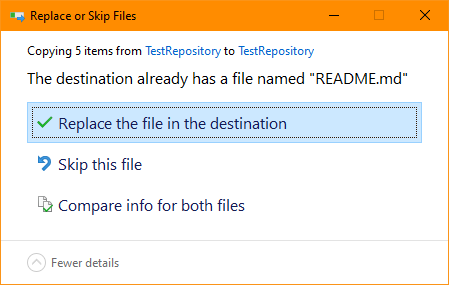 Replace or Skip Files
Copying 5 items from TestRepository to TestRepository
The destination already has a file named "README.md"
Replace the file in the destination
Skip this file
Compare info for both files
Fewer details